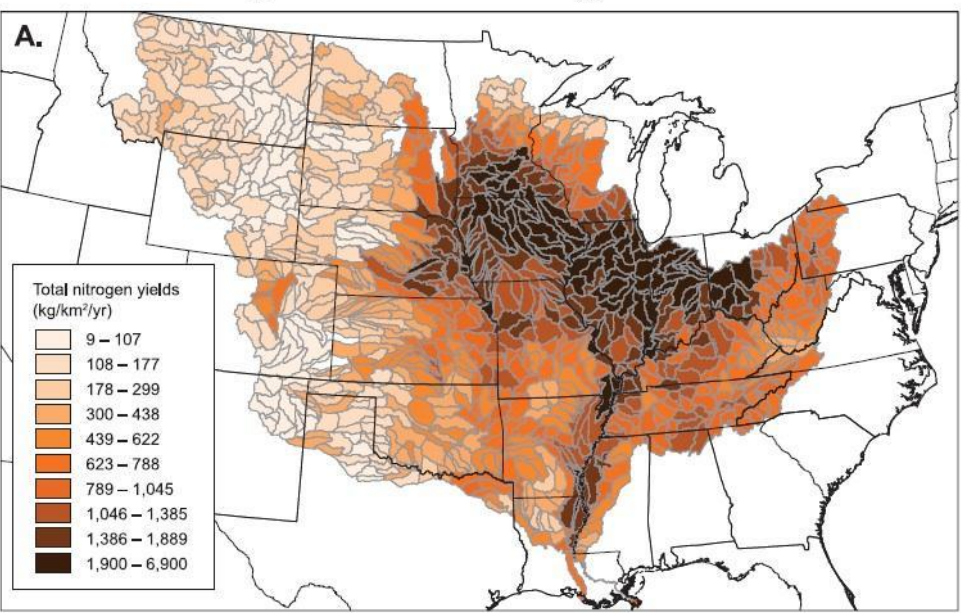 A.
Total nitrogen yields
(kg/km²/yr)
9 – 107
108 – 177
178 – 299
300 – 438
439 – 622
623 – 788
789 – 1,045
1,046 – 1,385
1,386 – 1,889
1,900 – 6,900